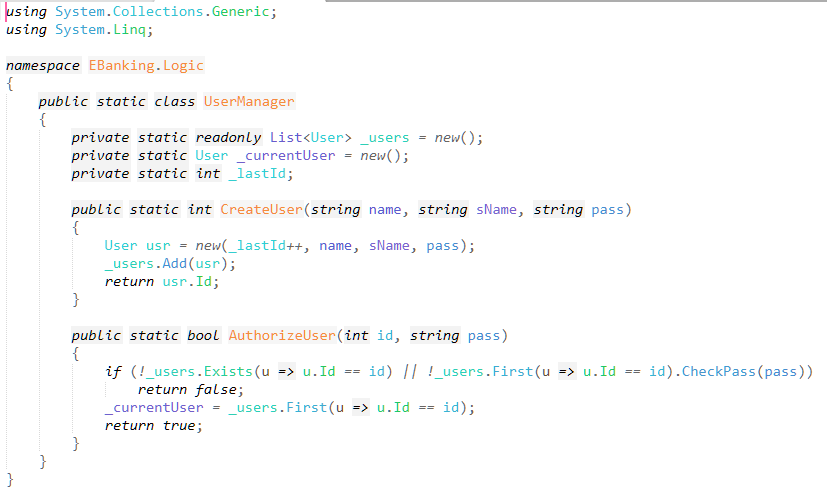 using System.Collections.Generic;
using System.Linq;
namespace EBanking.Logic
{
public static class UserManager
{
private static readonly List<User> _users = new();
private static User _currentUser = new();
private static int _lastId;
public static int CreateUser(string name, string sName, string pass)
{
User usr = new(_lastId++, name, sName, pass);
_users.Add(usr);
return usr.Id;
}
public static bool AuthorizeUser(int id, string pass)
{
if (!_users.Exists(u => u.Id == id) || !_users.First(u => u.Id == id).CheckPass(pass))
return false;
_currentUser = _users.First(u => u.Id == id);
return true;
}
}
}